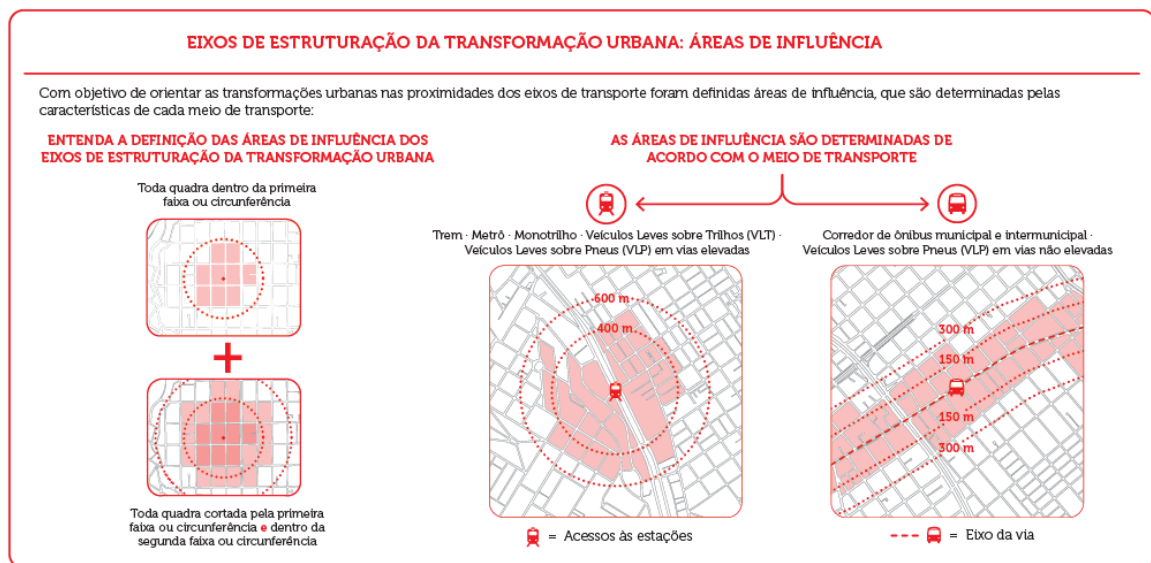 EIXOS DE ESTRUTURAÇÃO DA TRANSFORMAÇÃO URBANA: ÁREAS DE INFLUÊNCIA
Com objetivo de orientar as transformações urbanas nas proximidades dos eixos de transporte foram definidas áreas de influência, que são determinadas pelas
características de cada meio de transporte:
ENTENDA A DEFINIÇÃO DAS ÁREAS DE INFLUÊNCIA DOS
EIXOS DE ESTRUTURAÇÃO DA TRANSFORMAÇÃO URBANA
Toda quadra dentro da primeira
faixa ou circunferência
+
Toda quadra cortada pela primeira
faixa ou circunferência e dentro da
segunda faixa ou circunferência
AS ÁREAS DE INFLUÊNCIA SÃO DETERMINADAS DE
ACORDO COM O MEIO DE TRANSPORTE
Trem · Metrô · Monotrilho · Veículos Leves sobre Trilhos (VLT) ·
Veículos Leves sobre Pneus (VLP) em vias elevadas
600 m
400 m
= Acessos às estações
Corredor de ônibus municipal e intermunicipal ·
Veículos Leves sobre Pneus (VLP) em vias não elevadas
300 m
150 m
150 m
300 m
= Eixo da via